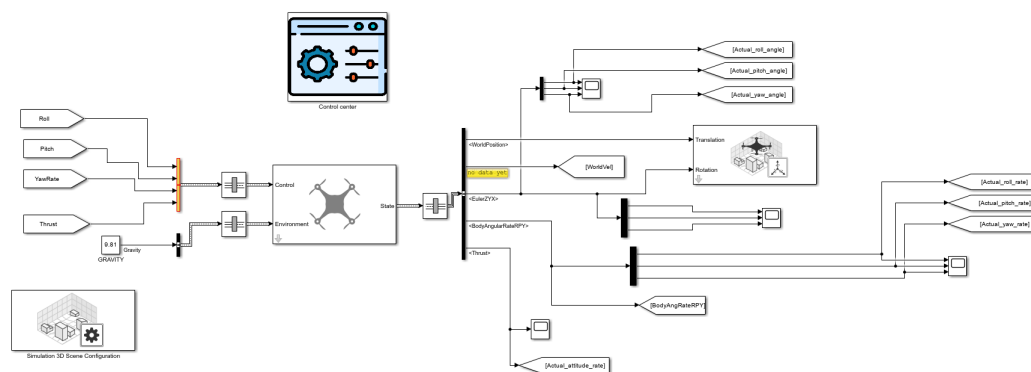 [Actual_roll_angle]
[Actual_pitch_angle]
[Actual_yaw_angle]
Control center
Roll
Pitch
YawRate
Thrust
9.81
Gravity
GRAVITY
Control
Environment
State
<WorldPosition>
no data yet
<EulerZYX>
<BodyAngularRateRPY>
<Thrust>
[WorldVel]
Translation
Rotation
[Actual_roll_rate]
[Actual_pitch_rate]
[Actual_yaw_rate]
[BodyAngRateRPY]
[Actual_attitude_rate]
Simulation 3D Scene Configuration